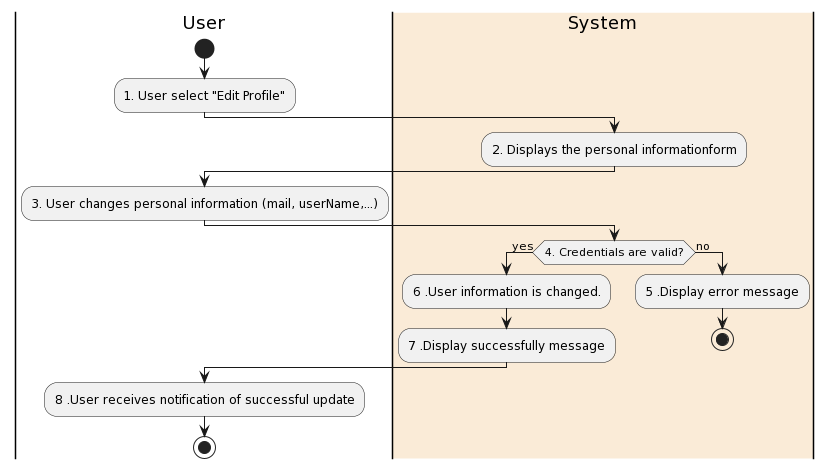 User
System
1. User select "Edit Profile"
2. Displays the personal informationform
3. User changes personal information (mail, userName,...)
yes
4. Credentials are valid?
no
6 .User information is changed.
5 .Display error message
7 .Display successfully message
8 .User receives notification of successful update